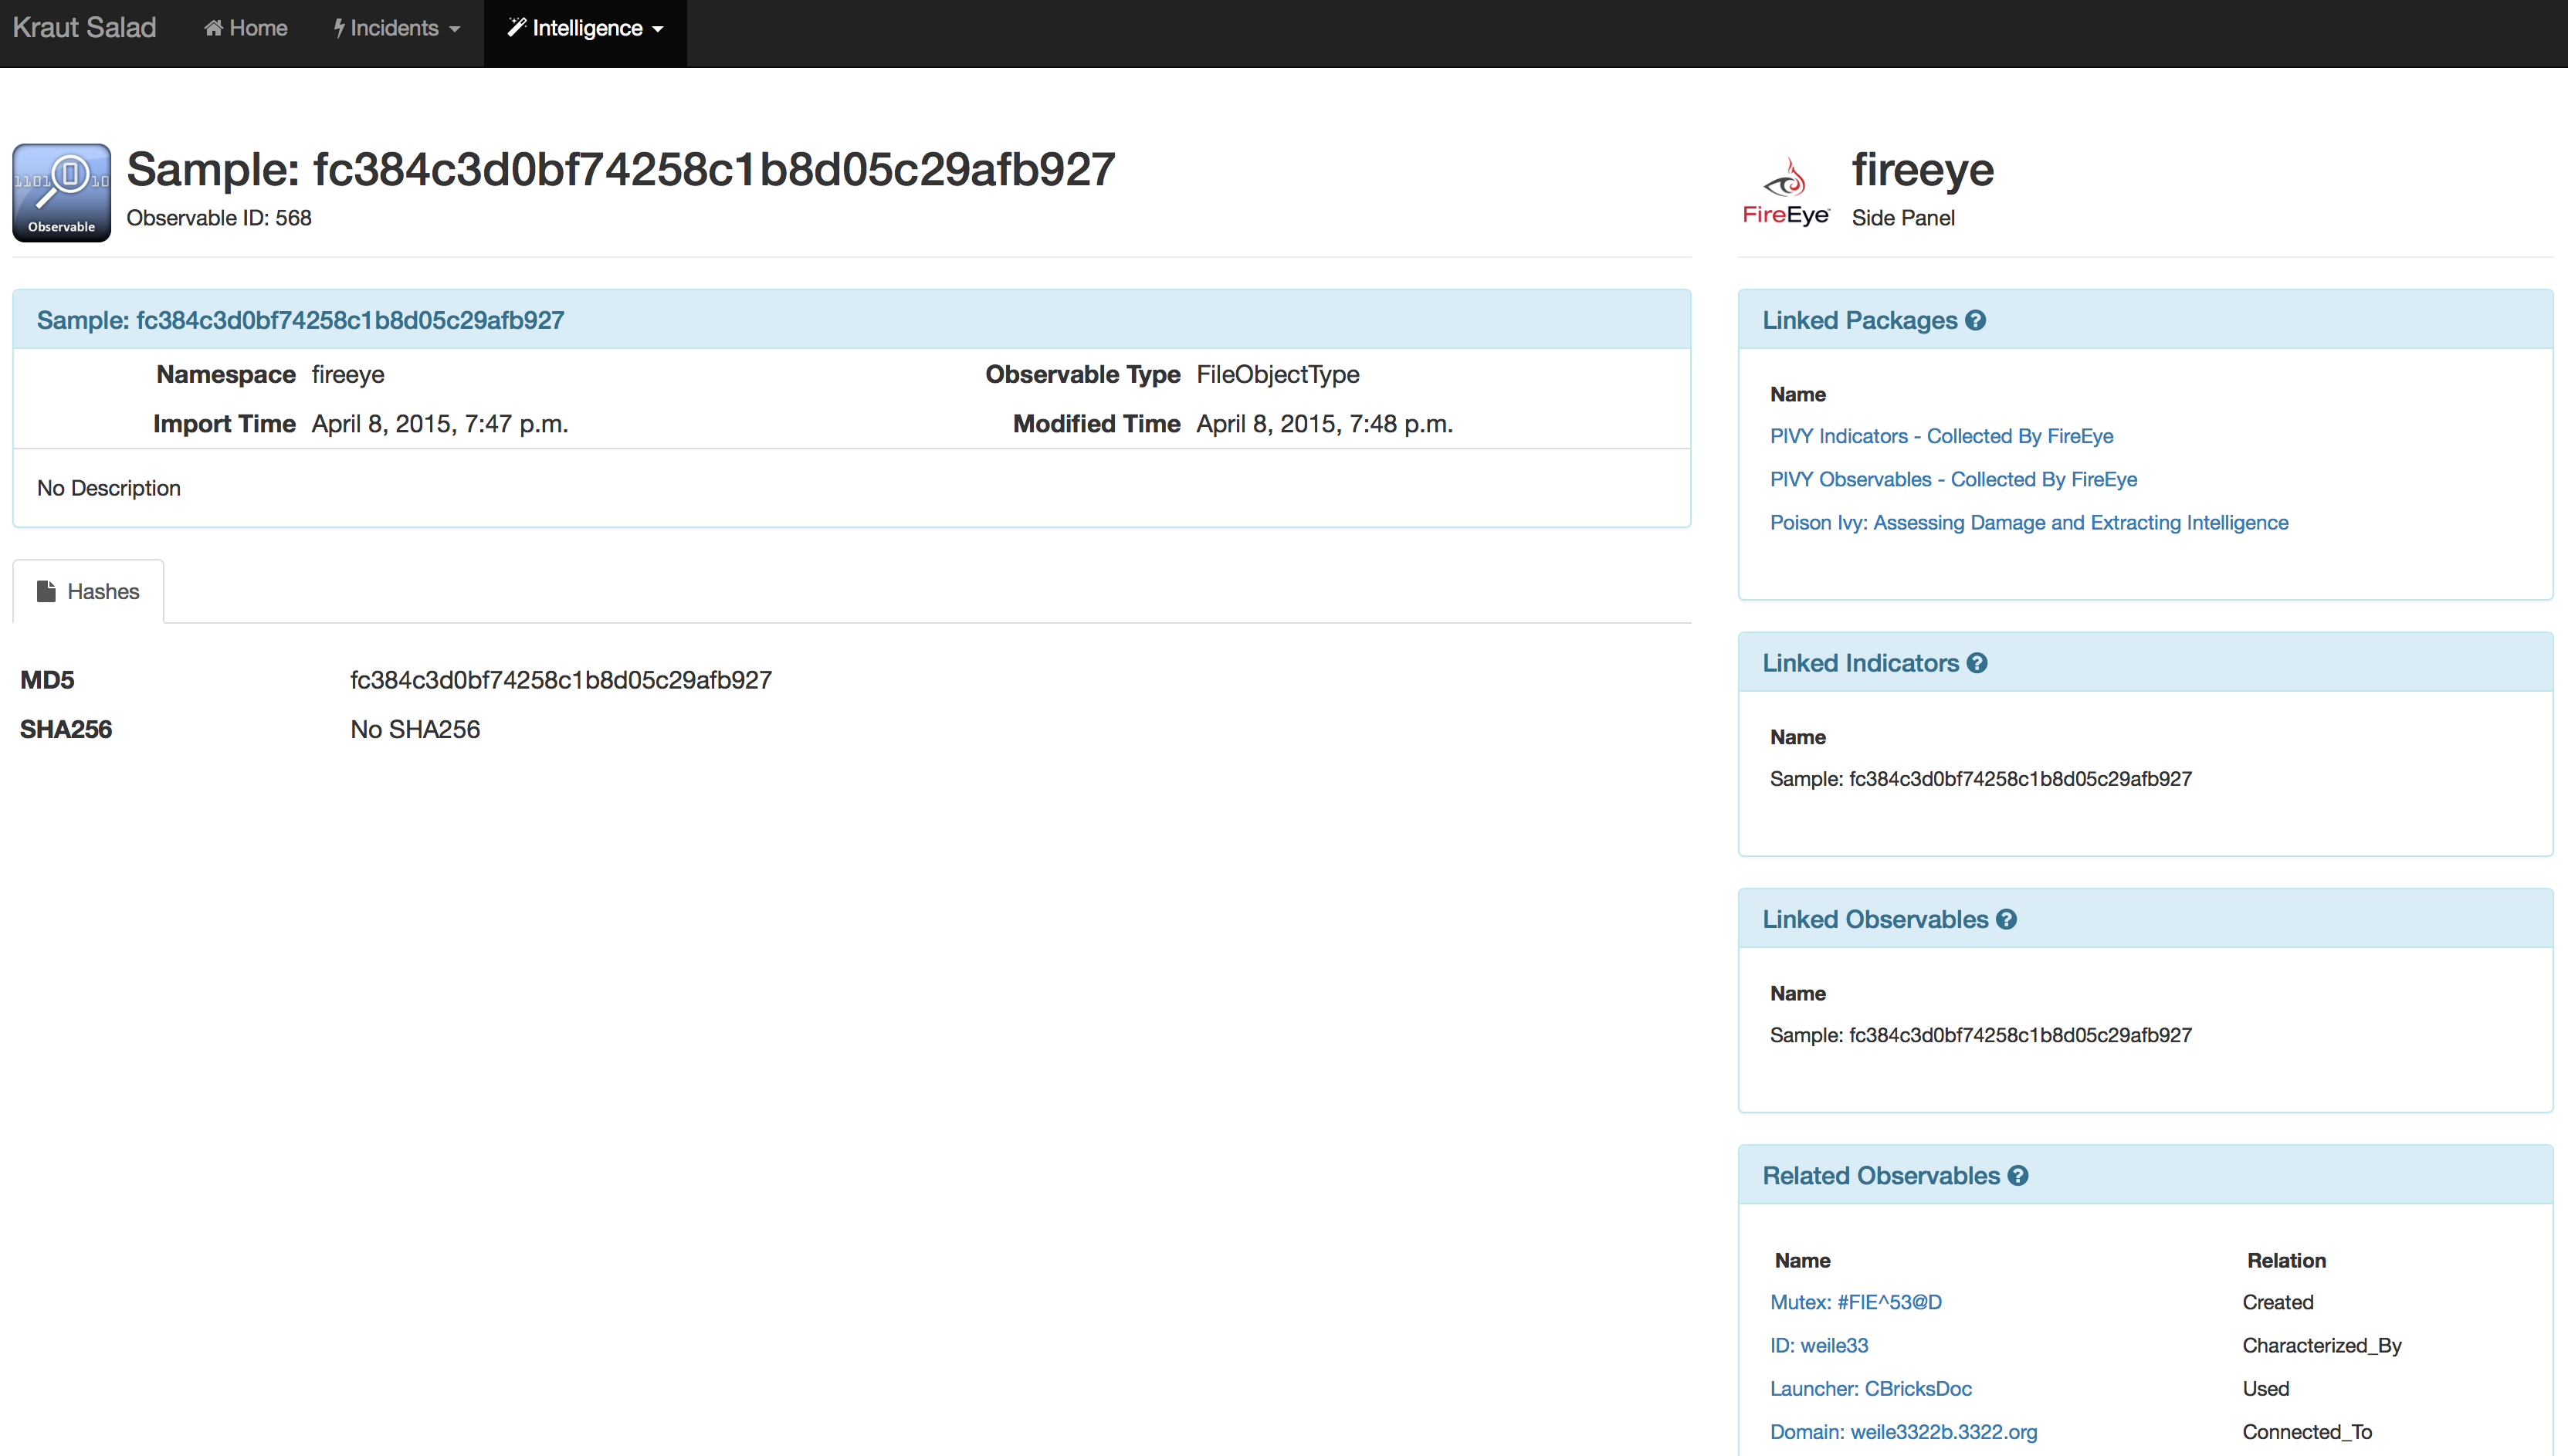 Kraut Salad Home Incidents Intelligence
1101 0 10
Observable
Sample: fc384c3d0bf74258c1b8d05c29afb927
Observable ID: 568
FireEye
fireeye
Side Panel
Sample: fc384c3d0bf74258c1b8d05c29afb927
Namespace fireeye Observable Type FileObjectType
Import Time April 8, 2015, 7:47 p.m. Modified Time April 8, 2015, 7:48 p.m.
No Description
Hashes
MD5 fc384c3d0bf74258c1b8d05c29afb927
SHA256 No SHA256
Linked Packages ?
Name
PIVY Indicators - Collected By FireEye
PIVY Observables - Collected By FireEye
Poison Ivy: Assessing Damage and Extracting Intelligence
Linked Indicators ?
Name
Sample: fc384c3d0bf74258c1b8d05c29afb927
Linked Observables ?
Name
Sample: fc384c3d0bf74258c1b8d05c29afb927
Related Observables ?
Name Relation
Mutex: #FIE^53@D Created
ID: weile33 Characterized_By
Launcher: CBricksDoc Used
Domain: weile3322b.3322.org Connected_To